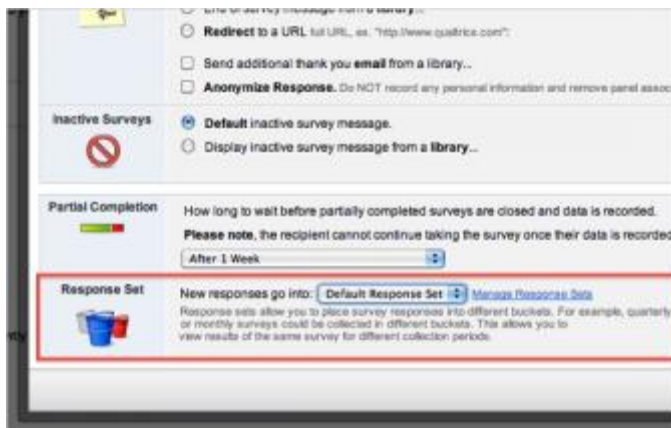 End of survey message from a library...
Redirect to a URL full URL, ex. "http://www.qualtrics.com":
Send additional thank you email from a library...
Anonymize Response. Do NOT record any personal information and remove panel assoc
Inactive Surveys
Default inactive survey message.
Display inactive survey message from a library...
Partial Completion
How long to wait before partially completed surveys are closed and data is recorded.
Please note, the recipient cannot continue taking the survey once their data is recorded
After 1 Week
Response Set
New responses go into: Default Response Set Manage Response Sets
Response sets allow you to place survey responses into different buckets. For example, quarterly
or monthly surveys could be collected in different buckets. This allows you to
view results of the same survey for different collection periods.